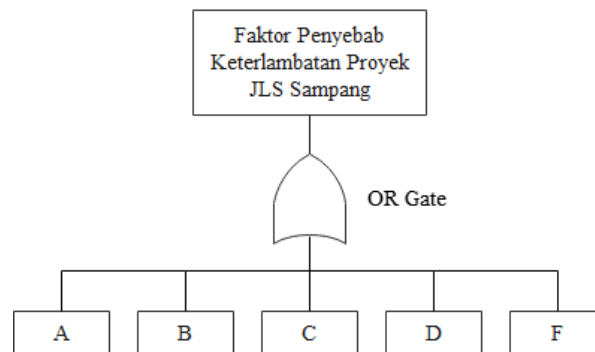 Faktor Penyebab
Keterlambatan Proyek
JLS Sampang
OR Gate
A B C D F